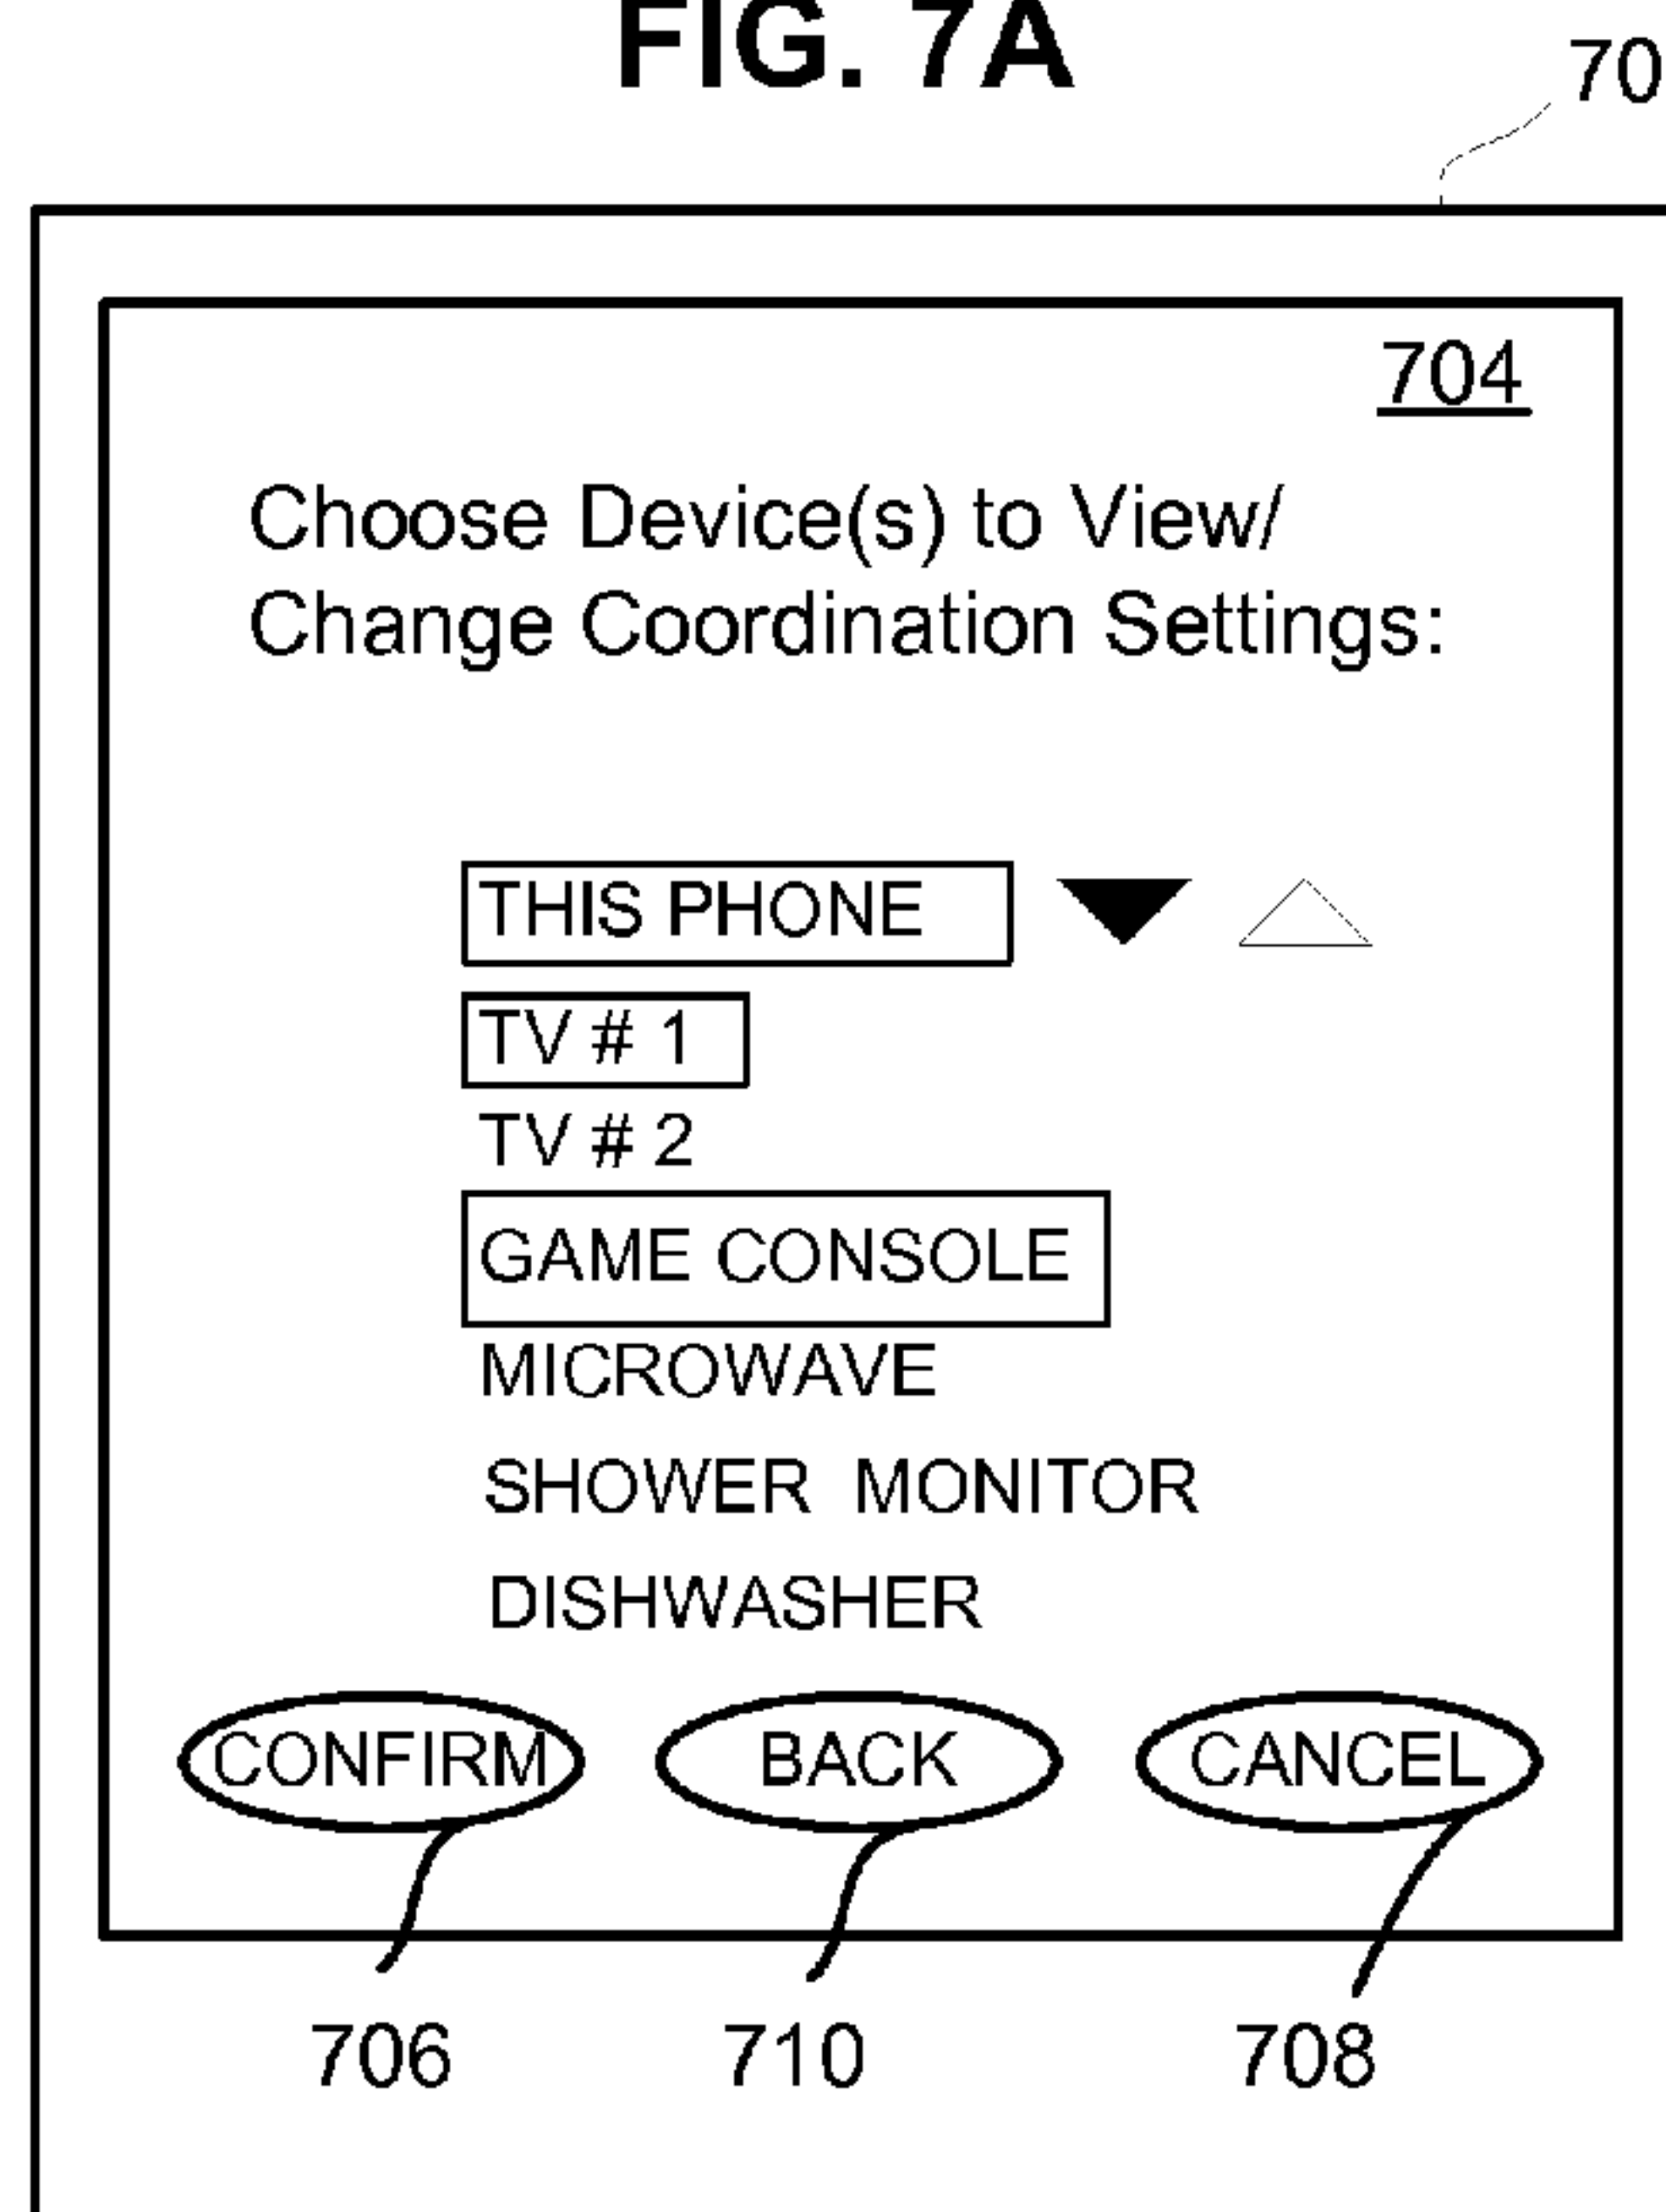 FIG. 7A
70
704
Choose Device(s) to View/
Change Coordination Settings:
THIS PHONE
TV # 1
TV # 2
GAME CONSOLE
MICROWAVE
SHOWER MONITOR
DISHWASHER
CONFIRM BACK CANCEL
706 710 708